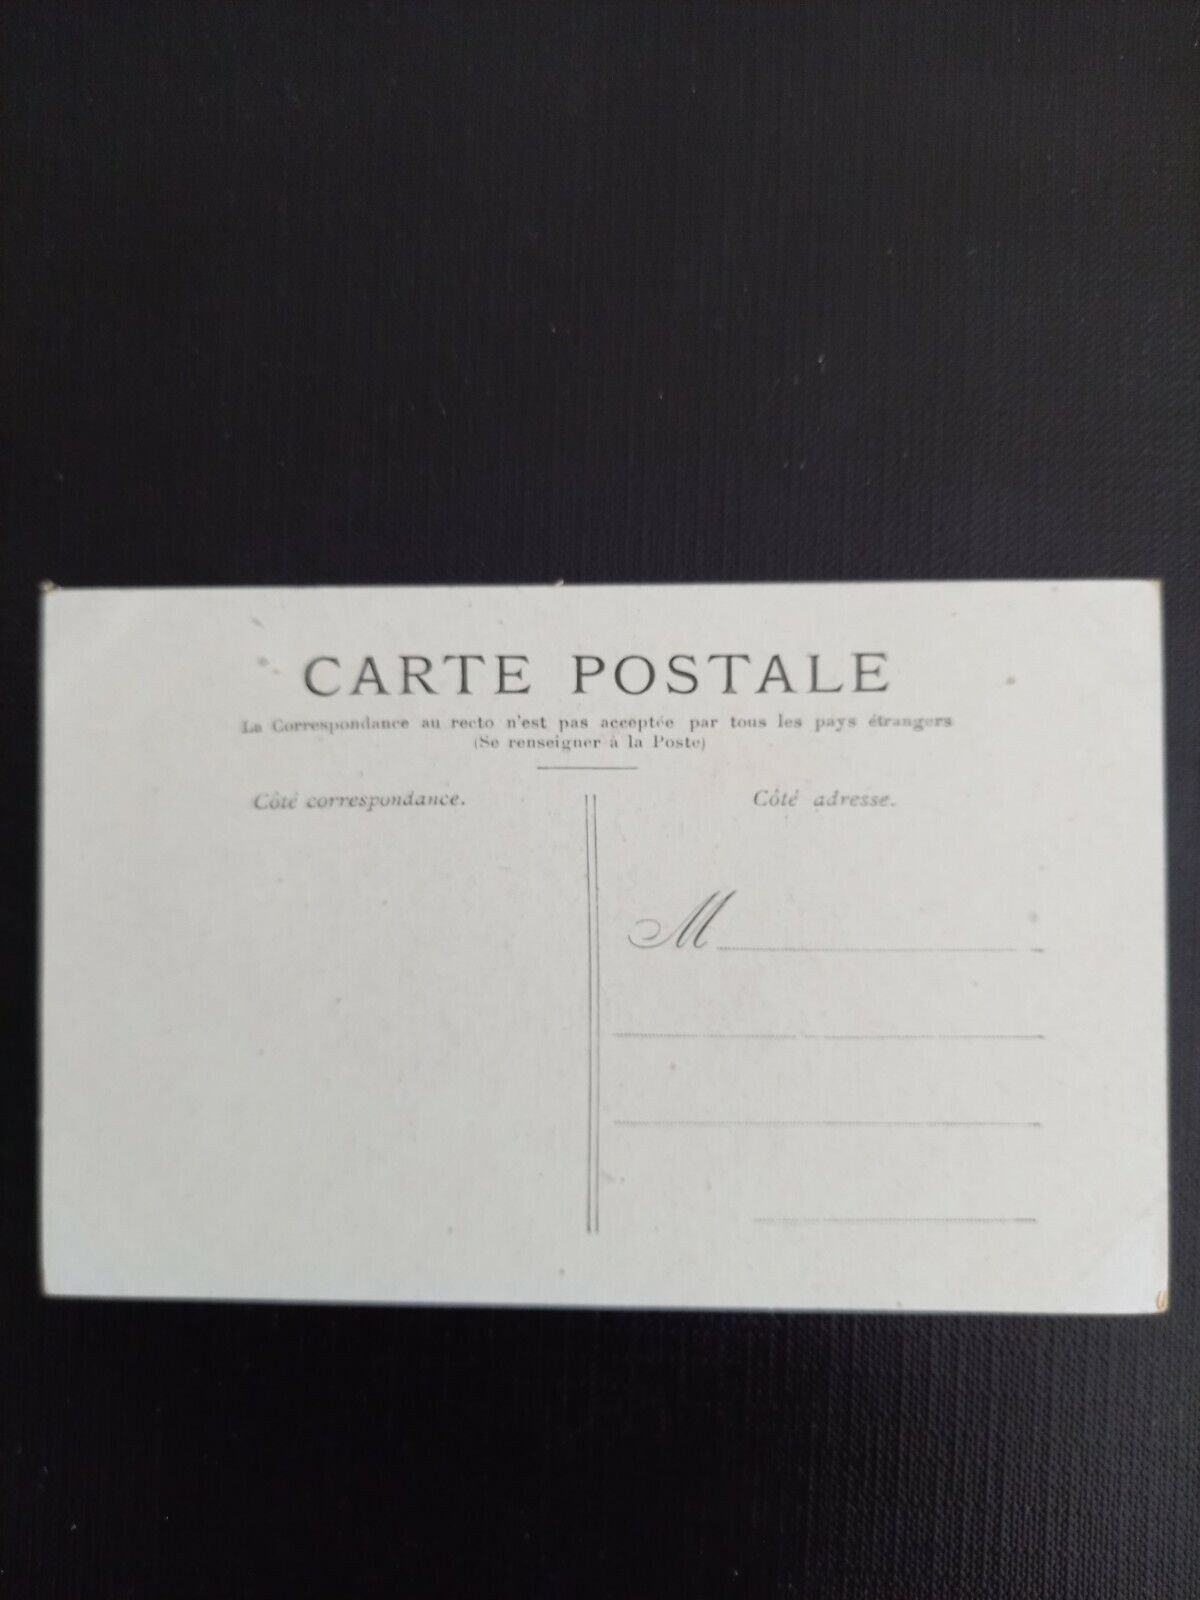 CARTE POSTALE
La Correspondance au recto n'est pas acceptée par tous les pays étrangers
(Se renseigner à la Poste)
Côté correspondance.
Côté adresse.
M